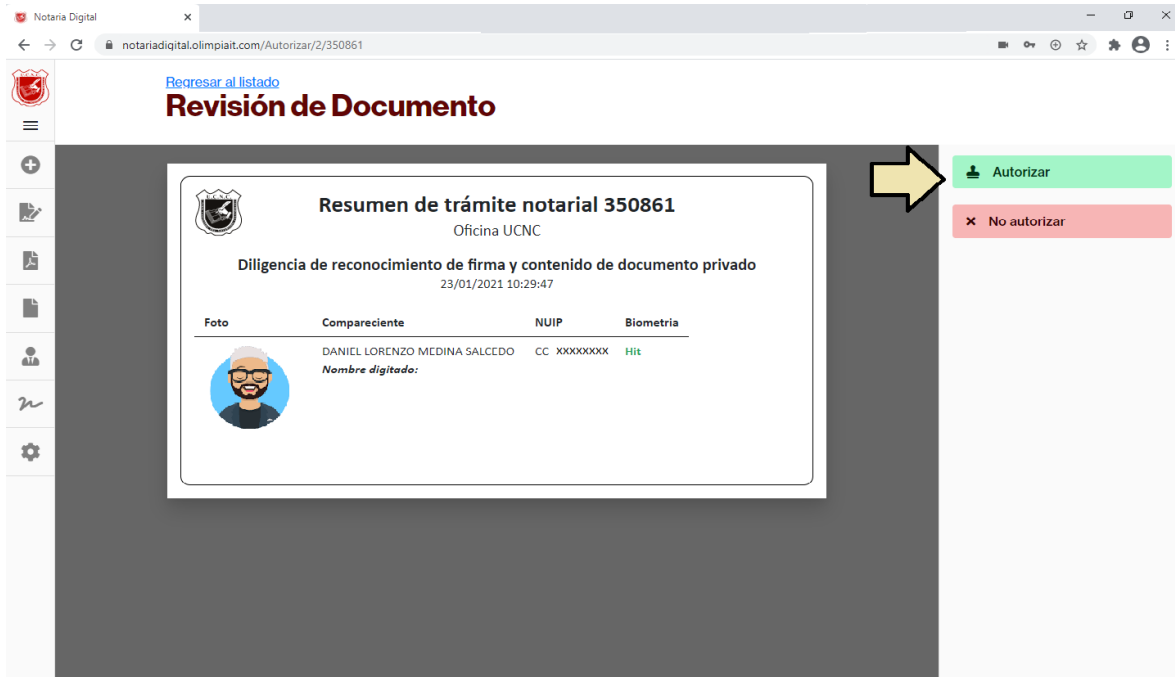 Notaria Digital
notariadigital.olimpiait.com/Autorizar/2/350861
Regresar al listado
Revisión de Documento
U C N C
Resumen de trámite notarial 350861
Oficina UCNC
Diligencia de reconocimiento de firma y contenido de documento privado
23/01/2021 10:29:47
Foto Compareciente NUIP Biometria
DANIEL LORENZO MEDINA SALCEDO CC XXXXXXXX Hit
Nombre digitado:
Autorizar
No autorizar